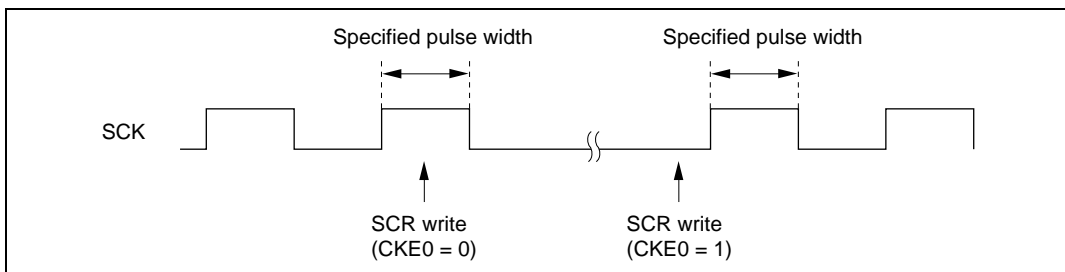 Specified pulse width
Specified pulse width
SCK
SCR write
(CKE0 = 0)
SCR write
(CKE0 = 1)